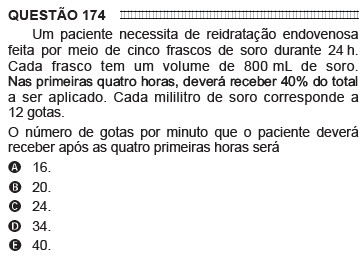 QUESTÃO 174
Um paciente necessita de reidratação endovenosa
feita por meio de cinco frascos de soro durante 24 h.
Cada frasco tem um volume de 800 mL de soro.
Nas primeiras quatro horas, deverá receber 40% do total
a ser aplicado. Cada mililitro de soro corresponde a
12 gotas.
O número de gotas por minuto que o paciente deverá
receber após as quatro primeiras horas será
A 16.
B 20.
C 24.
D 34.
E 40.